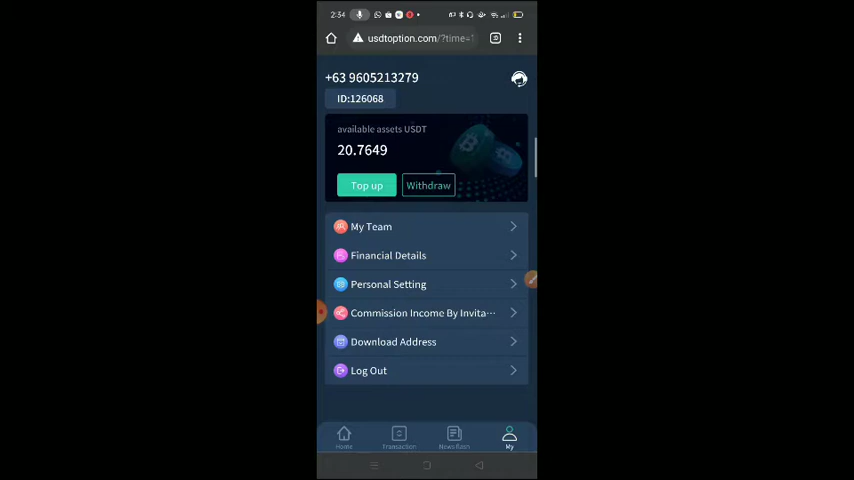 2:34
usdtoption.com/?time=1
+63 9605213279
ID:126068
available assets USDT
20.7649
Top up
Withdraw
My Team
Financial Details
Personal Setting
Commission Income By Invita···
Download Address
Log Out
Home
Transaction
News flash
My